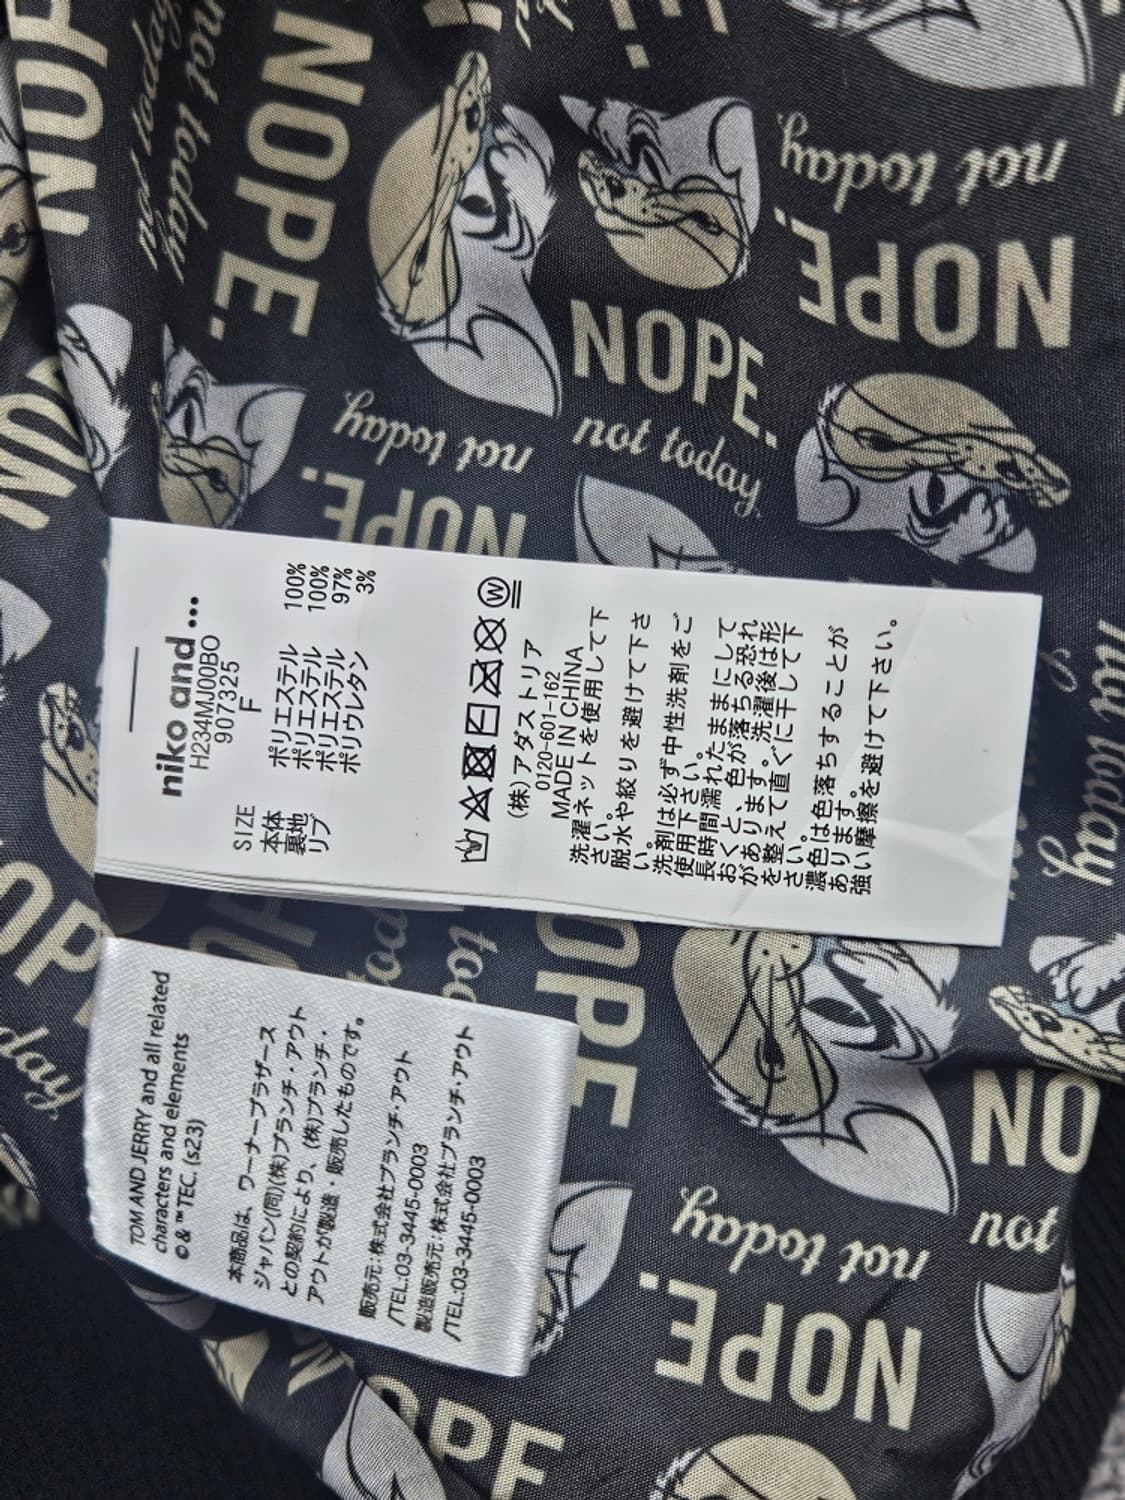 niko and ...
H234MJ00BO
907325
SIZE F
本体 ポリエステル 100%
裏地 ポリエステル 100%
リブ ポリエステル 97%
ポリウレタン 3%
W
(株)アダストリア
0120-601-162
MADE IN CHINA
洗濯ネットを使用して下
さい。
脱水や絞りを避けて下さ
い。
洗剤は必ず中性洗剤をご
使用下さい。
長時間濡れたままにして
おくと、色が落ちる恐れ
があります。洗濯後は形
を整えて直ぐに干して下
さい。
濃色は色落ちすることが
あります。
強い摩擦を避けて下さい。
TOM AND JERRY and all related
characters and elements
© & ™ TEC. (s23)
本商品は、ワーナーブラザース
ジャパン(同)(株)ブランチ・アウト
との契約により、(株)ブランチ・
アウトが製造・販売したものです。
販売元:株式会社ブランチ・アウト
/TEL:03-3445-0003
製造販売元:株式会社ブランチ・アウト
/TEL:03-3445-0003
NOPE.
not today
NOPE.
not today
NOPE.
not today
NOPE.
not today
NOPE.
not today